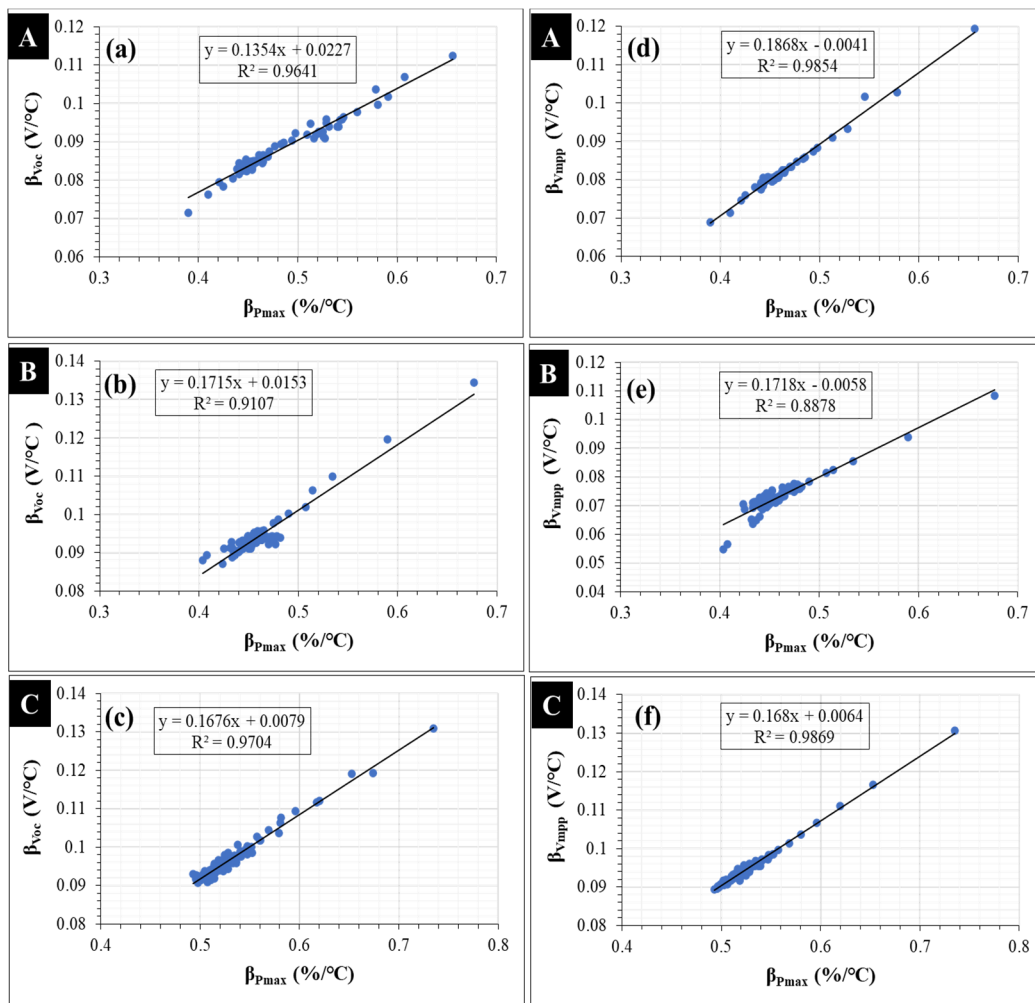 A
(a)
y = 0.1354x + 0.0227
R² = 0.9641
0.12
0.11
0.1
0.09
0.08
0.07
0.06
βVoc (V/°C)
0.3 0.4 0.5 0.6 0.7
βPmax (%/°C)
A
(d)
y = 0.1868x - 0.0041
R² = 0.9854
0.12
0.11
0.1
0.09
0.08
0.07
0.06
βVmpp (V/°C)
0.3 0.4 0.5 0.6 0.7
βPmax (%/°C)
B
(b)
y = 0.1715x + 0.0153
R² = 0.9107
0.14
0.13
0.12
0.11
0.1
0.09
0.08
βVoc (V/°C)
0.3 0.4 0.5 0.6 0.7
βPmax (%/°C)
B
(e)
y = 0.1718x - 0.0058
R² = 0.8878
0.12
0.11
0.1
0.09
0.08
0.07
0.06
0.05
0.04
βVmpp (V/°C)
0.3 0.4 0.5 0.6 0.7
βPmax (%/°C)
C
(c)
y = 0.1676x + 0.0079
R² = 0.9704
0.14
0.13
0.12
0.11
0.1
0.09
0.08
βVoc (V/°C)
0.4 0.5 0.6 0.7 0.8
βPmax (%/°C)
C
(f)
y = 0.168x + 0.0064
R² = 0.9869
0.14
0.13
0.12
0.11
0.1
0.09
0.08
βVmpp (V/°C)
0.4 0.5 0.6 0.7 0.8
βPmax (%/°C)